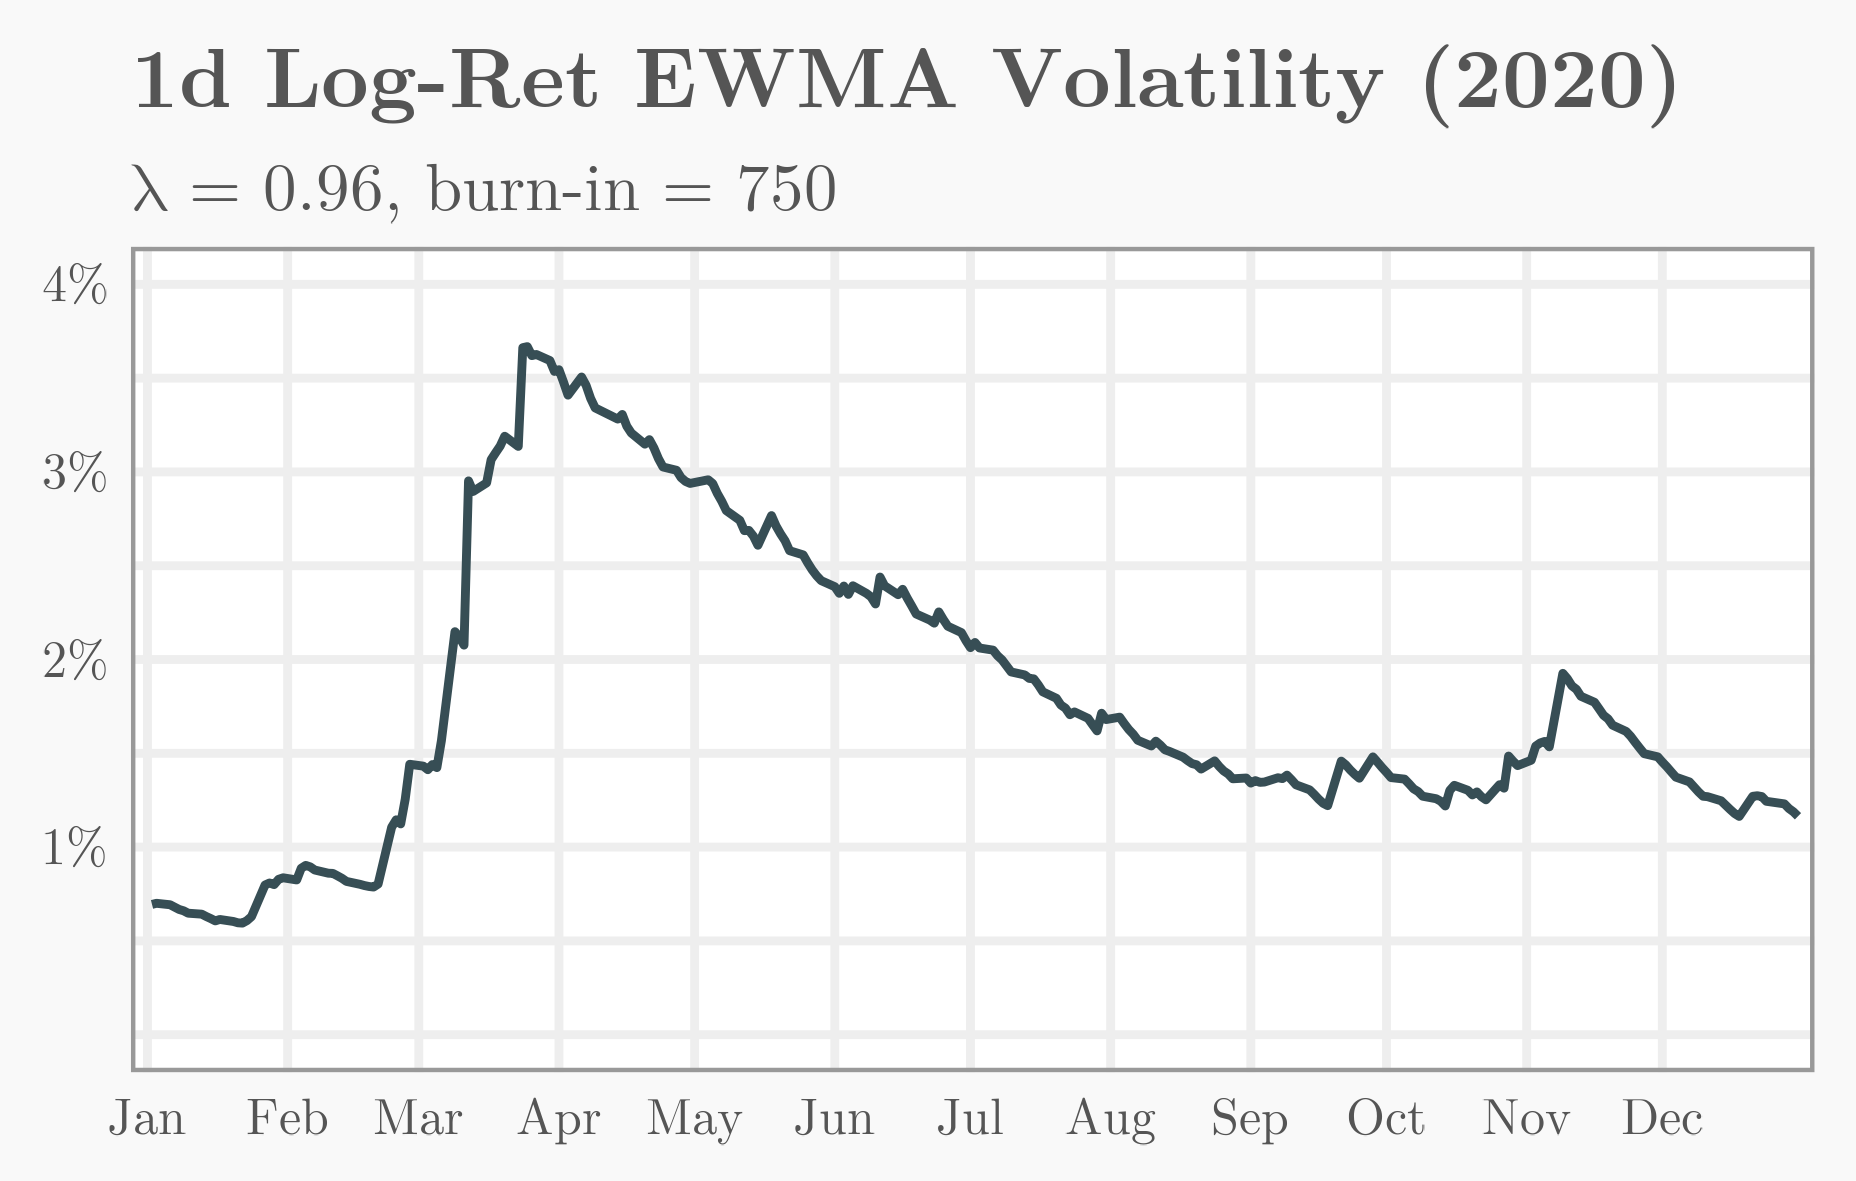 1d Log-Ret EWMA Volatility (2020)
λ = 0.96, burn-in = 750
4%
3%
2%
1%
Jan Feb Mar Apr May Jun Jul Aug Sep Oct Nov Dec